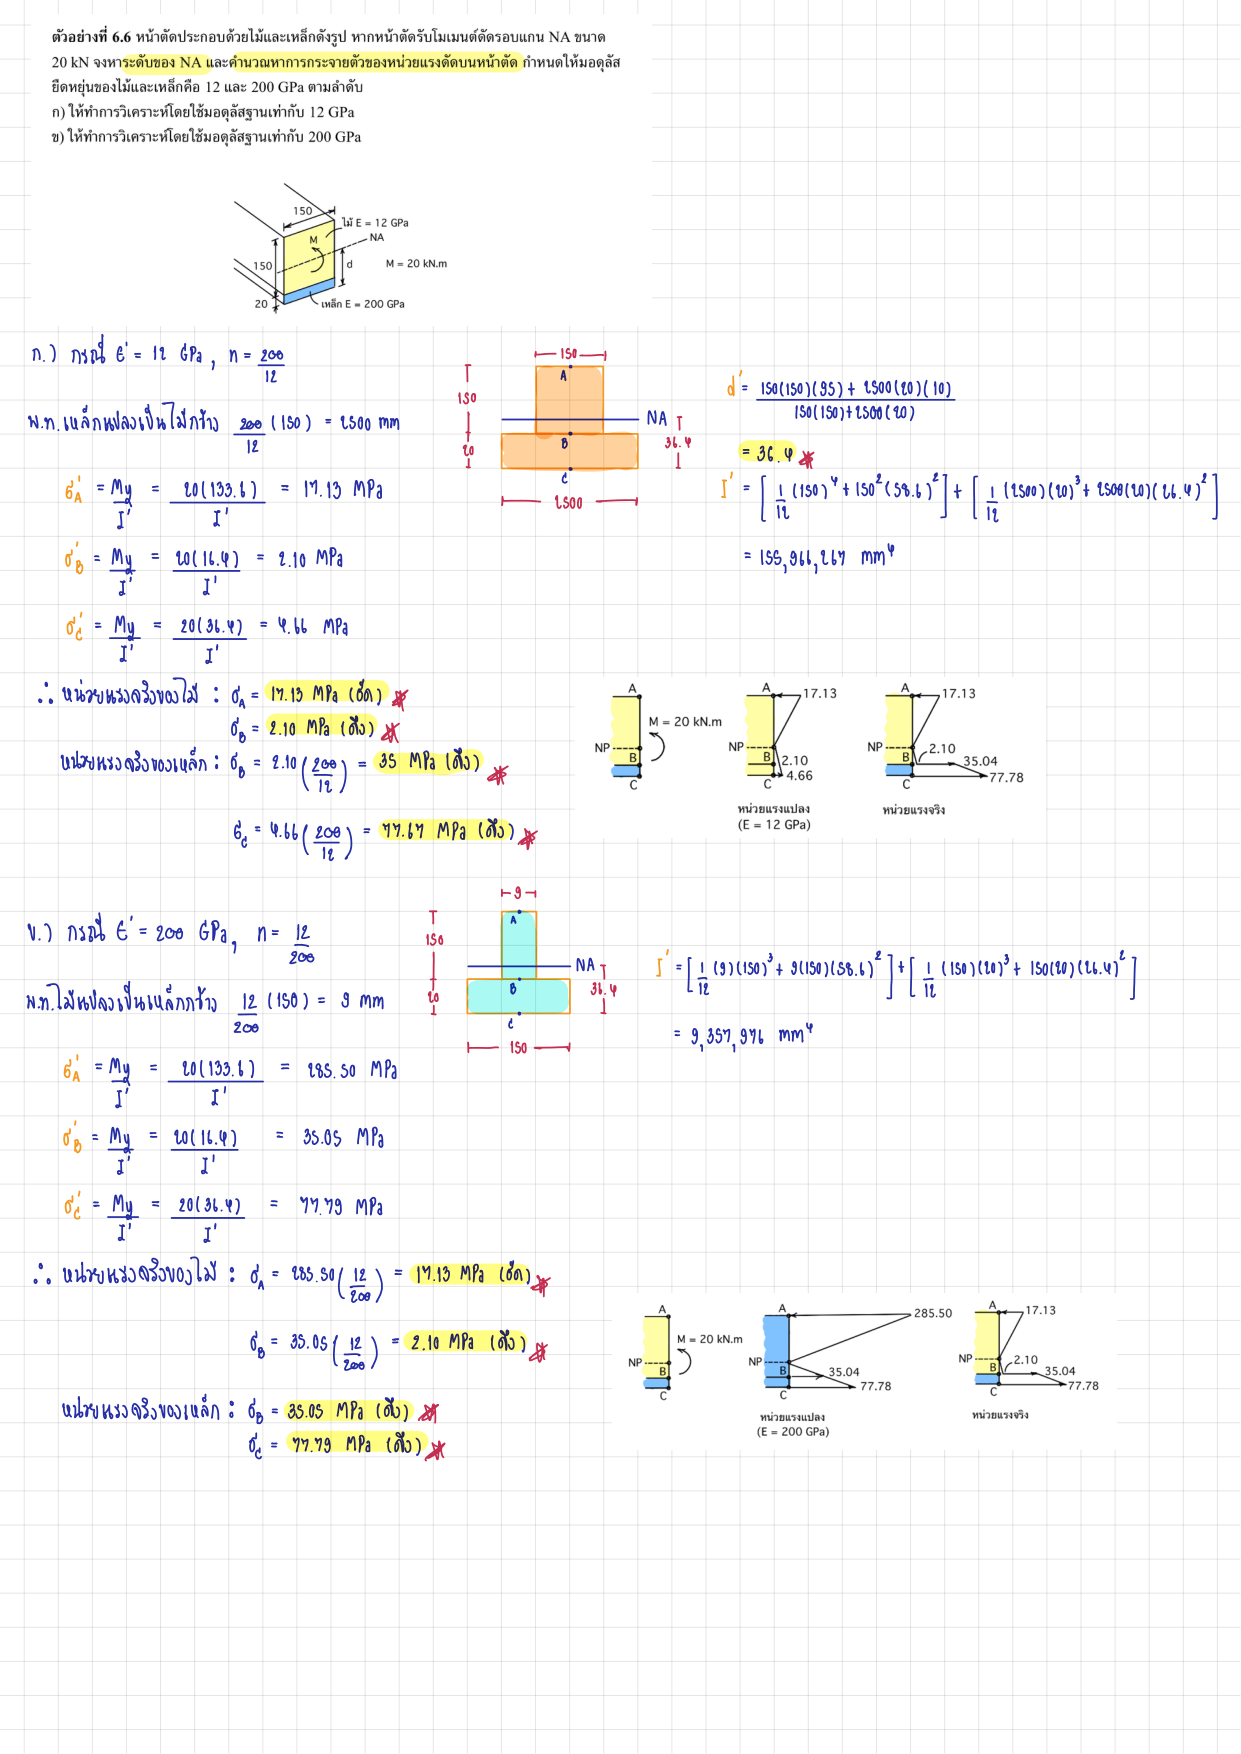 ตัวอย่างที่ 6.6 หน้าตัดประกอบด้วยไม้และเหล็กดังรูป หากหน้าตัดรับโมเมนต์ดัดรอบแกน NA ขนาด
20 kN จงหาระดับของ NA และคำนวณหาการกระจายตัวของหน่วยแรงดัดบนหน้าตัด กำหนดให้มอดุลัส
ยืดหยุ่นของไม้และเหล็กคือ 12 และ 200 GPa ตามลำดับ
ก) ให้ทำการวิเคราะห์โดยใช้มอดุลัสฐานเท่ากับ 12 GPa
ข) ให้ทำการวิเคราะห์โดยใช้มอดุลัสฐานเท่ากับ 200 GPa
150
ไม้ E = 12 GPa
M
NA
150
d
M = 20 kN.m
20
เหล็ก E = 200 GPa
ก.) กรณี E' = 12 GPa, n = 200/12
พ.ท.เหล็กแปลงเป็นไม้กว้าง 200/12 (150) = 2500 mm
150
A
150
NA
B
20
36.4
C
2500
d' = (150(150)(95) + 2500(20)(10)) / (150(150)+2500(20))
= 36.4
I' = [1/12 (150)⁴ + 150²(58.6)²] + [1/12 (2500)(20)³ + 2500(20)(26.4)²]
= 155,966,267 mm⁴
σA' = My/I' = 20(133.6)/I' = 17.13 MPa
σB' = My/I' = 20(16.4)/I' = 2.10 MPa
σC' = My/I' = 20(36.4)/I' = 4.66 MPa
∴ หน่วยแรงจริงของไม้ : σA = 17.13 MPa (อัด)
σB = 2.10 MPa (ดึง)
หน่วยแรงจริงของเหล็ก : σB = 2.10 (200/12) = 35 MPa (ดึง)
σC = 4.66 (200/12) = 77.67 MPa (ดึง)
A
M = 20 kN.m
NP
B
C
A
17.13
NP
B
2.10
C
4.66
หน่วยแรงแปลง
(E = 12 GPa)
A
17.13
NP
2.10
B
35.04
C
77.78
หน่วยแรงจริง
ข.) กรณี E' = 200 GPa, n = 12/200
พ.ท.ไม้แปลงเป็นเหล็กกว้าง 12/200 (150) = 9 mm
9
A
150
NA
B
20
36.4
C
150
I' = [1/12 (9)(150)³ + 9(150)(58.6)²] + [1/12 (150)(20)³ + 150(20)(26.4)²]
= 9,357,976 mm⁴
σA' = My/I' = 20(133.6)/I' = 285.50 MPa
σB' = My/I' = 20(16.4)/I' = 35.05 MPa
σC' = My/I' = 20(36.4)/I' = 77.79 MPa
∴ หน่วยแรงจริงของไม้ : σA = 285.50 (12/200) = 17.13 MPa (อัด)
σB = 35.05 (12/200) = 2.10 MPa (ดึง)
หน่วยแรงจริงของเหล็ก : σB = 35.05 MPa (ดึง)
σC = 77.79 MPa (ดึง)
A
M = 20 kN.m
NP
B
C
A
285.50
NP
B
35.04
C
77.78
หน่วยแรงแปลง
(E = 200 GPa)
A
17.13
NP
2.10
B
35.04
C
77.78
หน่วยแรงจริง